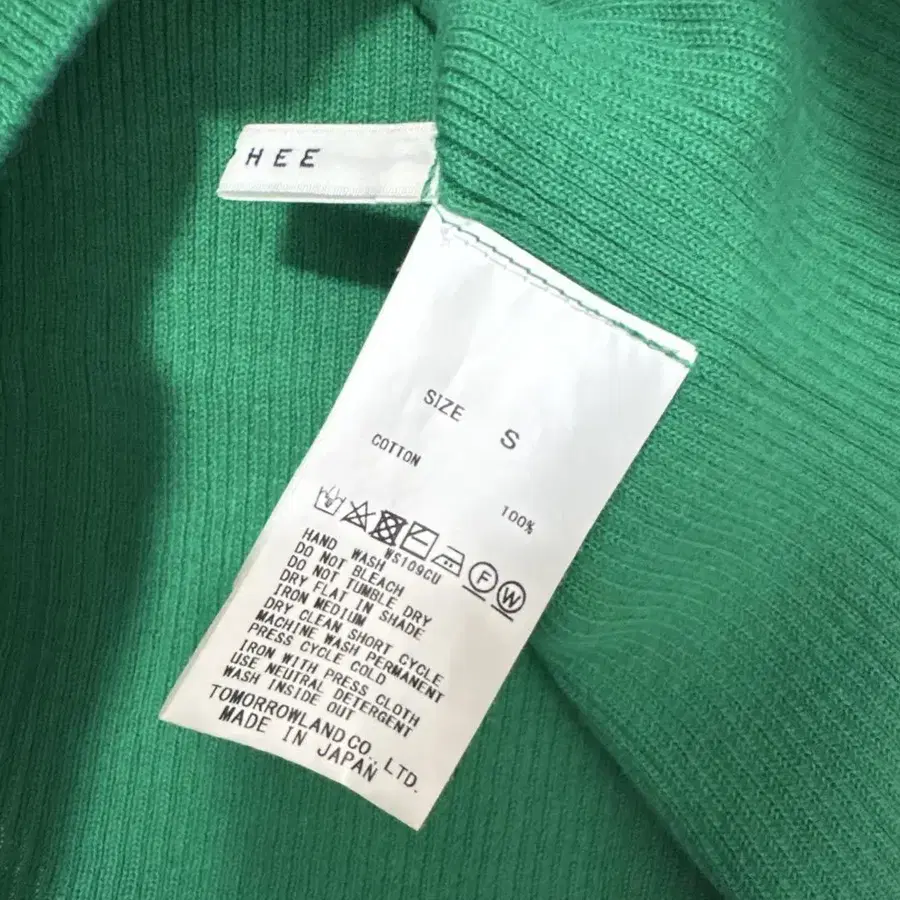 HEE
SIZE S
COTTON 100%
WS109CU
HAND WASH
DO NOT BLEACH
DO NOT TUMBLE DRY
DRY FLAT IN SHADE
IRON MEDIUM
DRY CLEAN SHORT CYCLE
MACHINE WASH PERMANENT
PRESS CYCLE COLD
IRON WITH PRESS CLOTH
USE NEUTRAL DETERGENT
WASH INSIDE OUT
TOMORROWLAND CO., LTD.
MADE IN JAPAN
F W